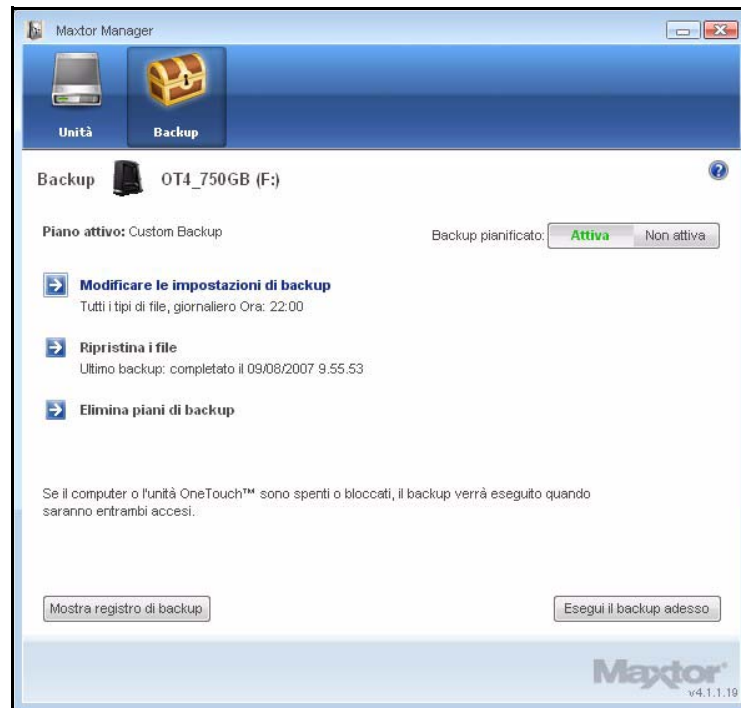 Maxtor Manager
Unità
Backup
Backup OT4_750GB (F:)
Piano attivo: Custom Backup
Backup pianificato: Attiva Non attiva
Modificare le impostazioni di backup
Tutti i tipi di file, giornaliero Ora: 22:00
Ripristina i file
Ultimo backup: completato il 09/08/2007 9.55.53
Elimina piani di backup
Se il computer o l'unità OneTouch™ sono spenti o bloccati, il backup verrà eseguito quando
saranno entrambi accesi.
Mostra registro di backup
Esegui il backup adesso
Maxtor
v4.1.1.19